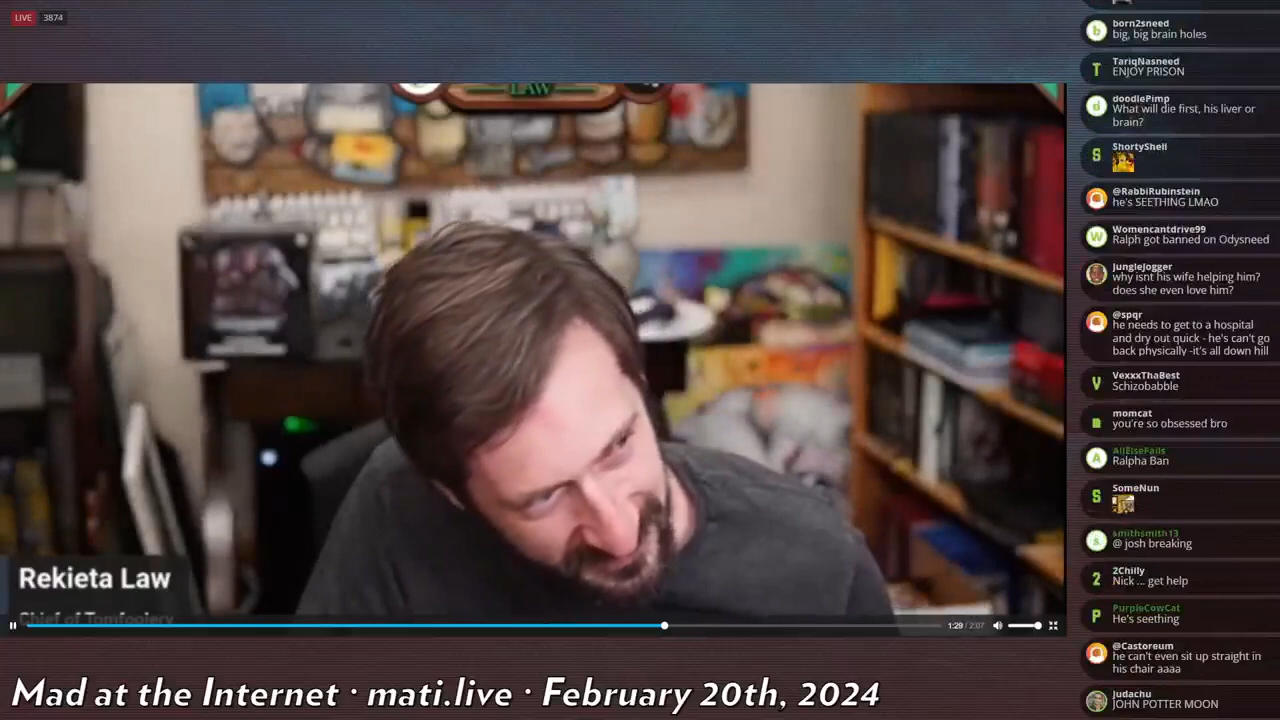 LIVE 3874
LAW
Rekieta Law
Chief of Tomfoolery
1:29 / 2:07
Mad at the Internet · mati.live · February 20th, 2024
born2sneed
big, big brain holes
TariqNasneed
ENJOY PRISON
doodlePimp
What will die first, his liver or
brain?
ShortyShell
@RabbiRubinstein
he's SEETHING LMAO
Womencantdrive99
Ralph got banned on Odysneed
JungleJogger
why isnt his wife helping him?
does she even love him?
@spqr
he needs to get to a hospital
and dry out quick - he's can't go
back physically -it's all down hill
VexxxThaBest
Schizobabble
momcat
you're so obsessed bro
AllElseFails
Ralpha Ban
SomeNun
smithsmith13
@ josh breaking
2Chilly
Nick ... get help
PurpleCowCat
He's seething
@Castoreum
he can't even sit up straight in
his chair aaaa
Judachu
JOHN POTTER MOON